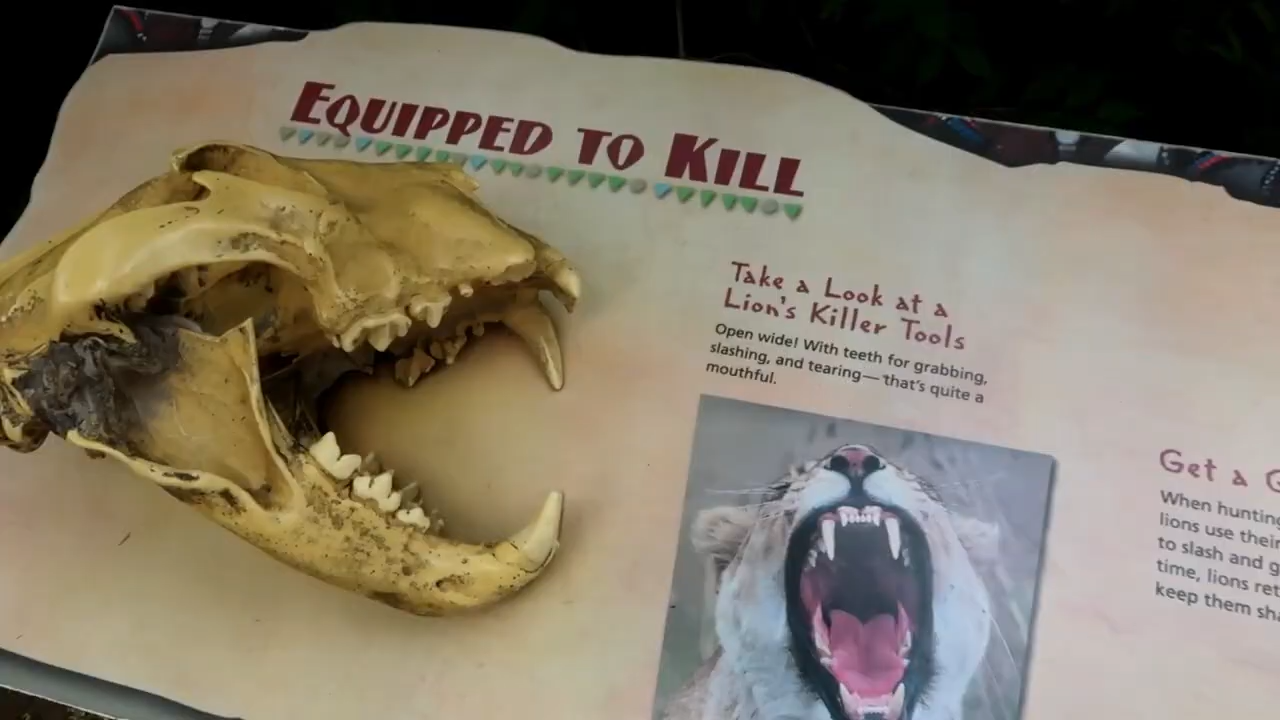 EQUIPPED TO KILL
Take a Look at a
Lion's Killer Tools
Open wide! With teeth for grabbing,
slashing, and tearing—that's quite a
mouthful.
Get a
When hunting
lions use their
to slash and
time, lions
keep them